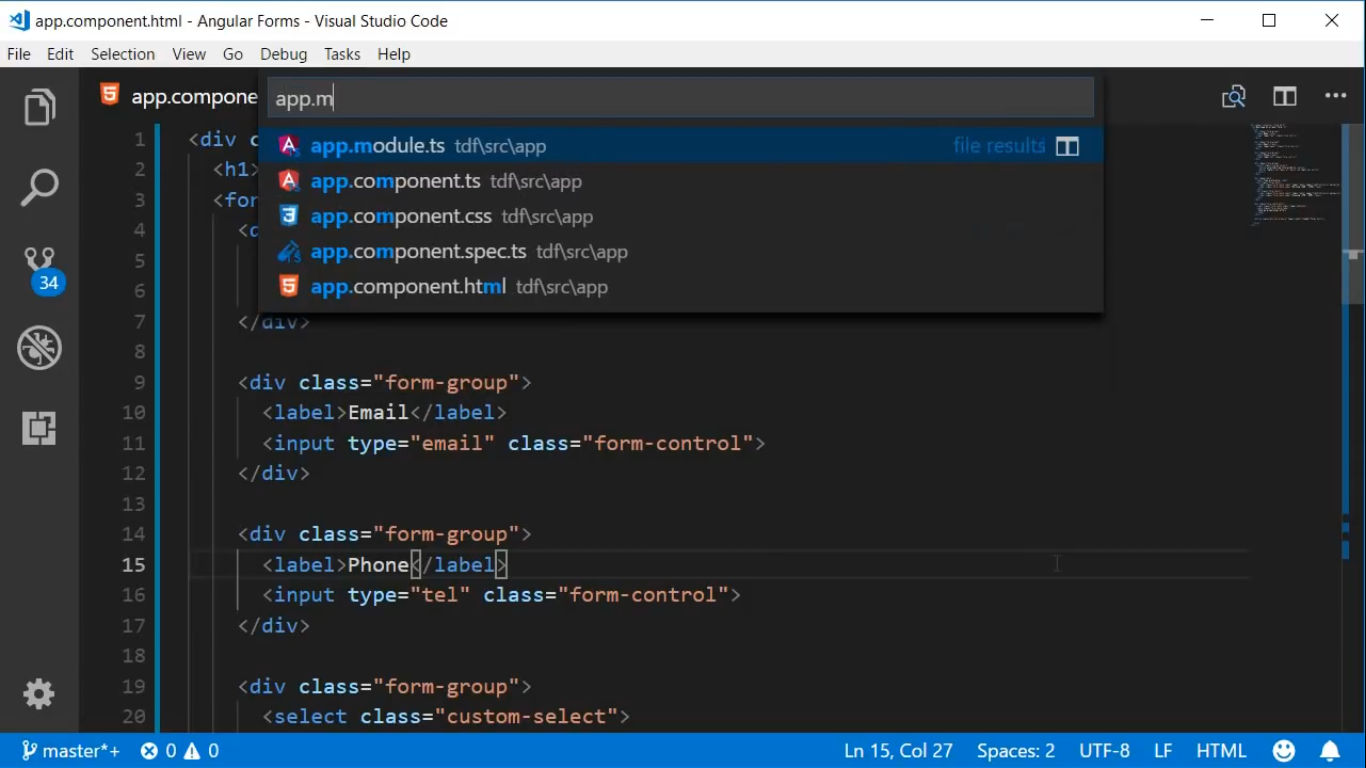 app.component.html - Angular Forms - Visual Studio Code
File Edit Selection View Go Debug Tasks Help
app.compone
app.m
app.module.ts tdf\src\app file results
app.component.ts tdf\src\app
app.component.css tdf\src\app
app.component.spec.ts tdf\src\app
app.component.html tdf\src\app
34
1 <div c
2 <h1>
3 <for
4 <d
5
6
7 </div>
8
9 <div class="form-group">
10 <label>Email</label>
11 <input type="email" class="form-control">
12 </div>
13
14 <div class="form-group">
15 <label>Phone</label>
16 <input type="tel" class="form-control">
17 </div>
18
19 <div class="form-group">
20 <select class="custom-select">
master*+ 0 0 Ln 15, Col 27 Spaces: 2 UTF-8 LF HTML